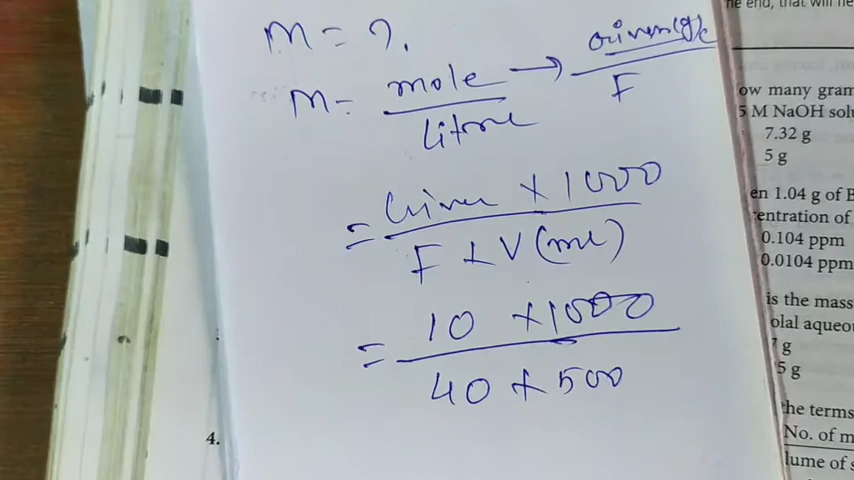 M = ?.
M = mole / litre → Given (g) / F
= Given × 1000 / F × V (ml)
= 10 × 1000 / 40 × 500
4.
he end, that will he
ow many gram
5 M NaOH solu
7.32 g
5 g
en 1.04 g of B
entration of
0.104 ppm
0.0104 ppm
is the mass
olal aqueou
g
5 g
the terms
No. of m
lume of s